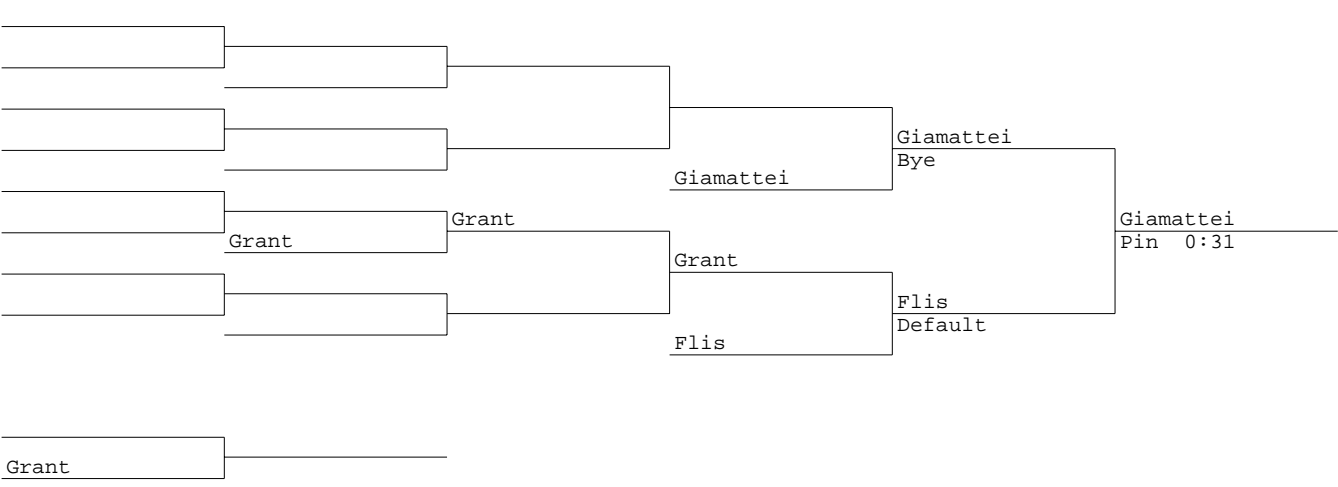 Giamattei
Bye
Giamattei
Grant
Giamattei
Grant
Pin 0:31
Grant
Flis
Default
Flis
Grant